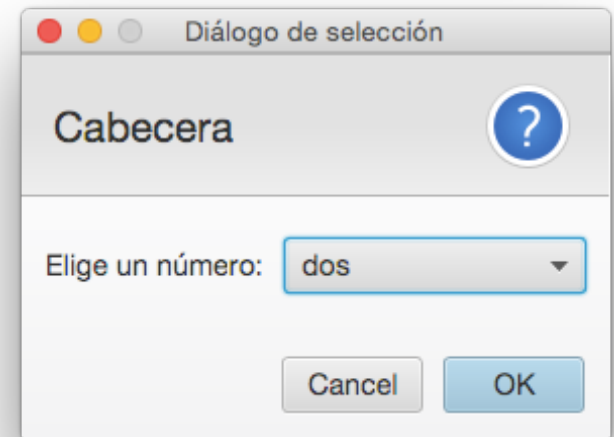 Diálogo de selección
Cabecera
?
Elige un número: dos
Cancel OK